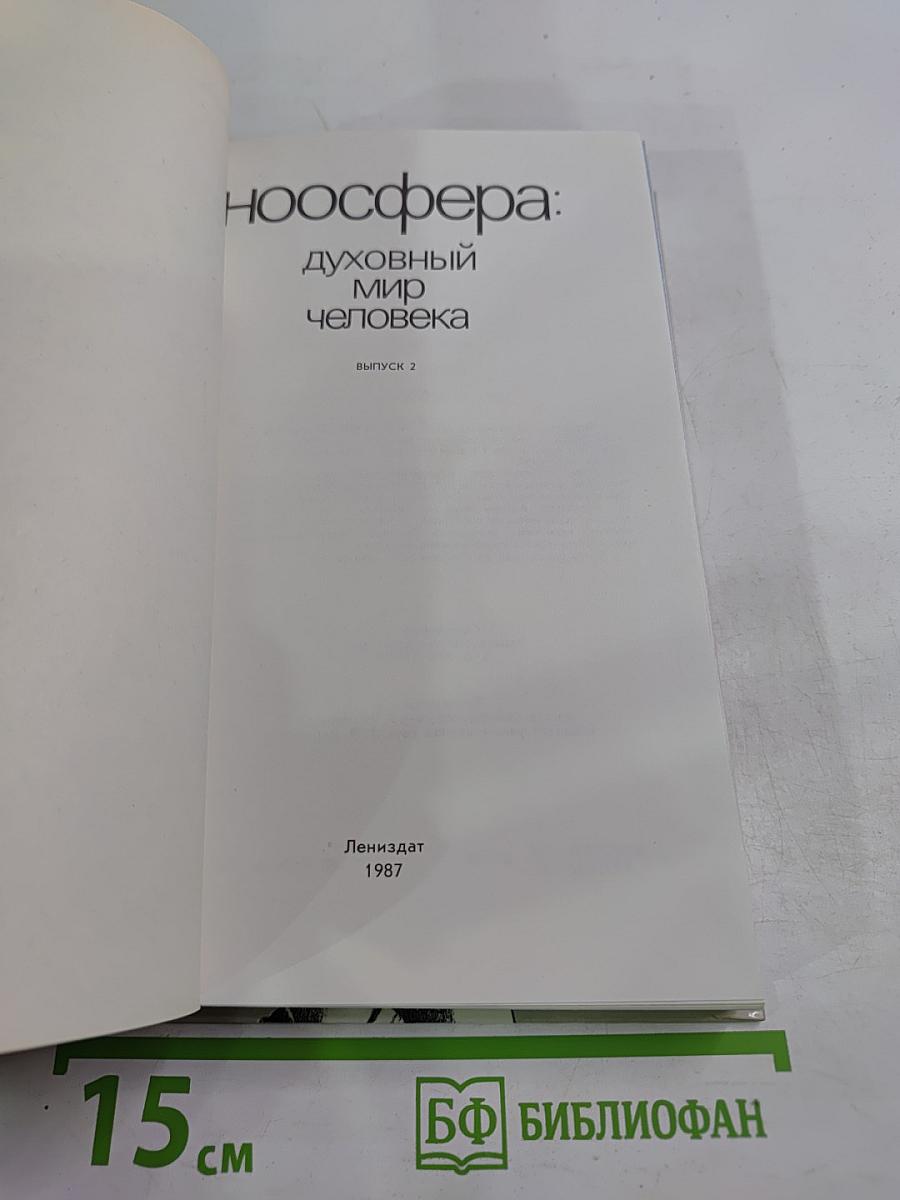 ноосфера:
духовный
мир
человека
ВЫПУСК 2
Лениздат
1987
15 см
БФ БИБЛИОФАН